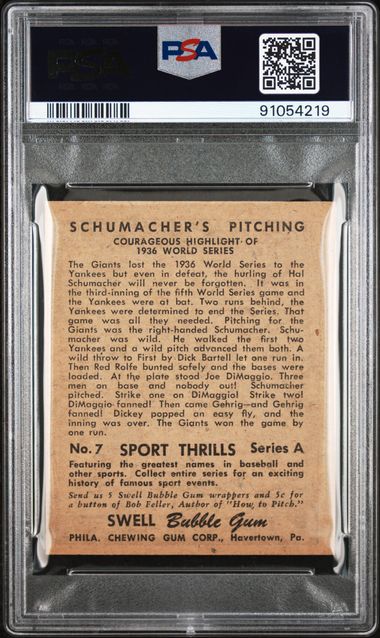 PSA
PSA
91054219
SCHUMACHER'S PITCHING
COURAGEOUS HIGHLIGHT OF
1936 WORLD SERIES
The Giants lost the 1936 World Series to the
Yankees but even in defeat, the hurling of Hal
Schumacher will never be forgotten. It was in
the third-inning of the fifth World Series game and
the Yankees were at bat. Two runs behind, the
Yankees were determined to end the Series. That
game was all they needed. Pitching for the
Giants was the right-handed Schumacher. Schu-
macher was wild. He walked the first two
Yankees and a wild pitch advanced them both. A
wild throw to First by Dick Bartell let one run in.
Then Red Rolfe bunted safely and the bases were
loaded. At the plate stood Joe DiMaggio. Three
men on base and nobody out! Schumacher
pitched. Strike one on DiMaggio! Strike two!
DiMaggio fanned! Then came Gehrig—and Gehrig
fanned! Dickey popped an easy fly, and the
inning was over. The Giants won the game by
one run.
No. 7 SPORT THRILLS Series A
Featuring the greatest names in baseball and
other sports. Collect entire series for an exciting
history of famous sport events.
Send us 5 Swell Bubble Gum wrappers and 5c for
a button of Bob Feller, Author of "How to Pitch."
SWELL Bubble Gum
PHILA. CHEWING GUM CORP., Havertown, Pa.